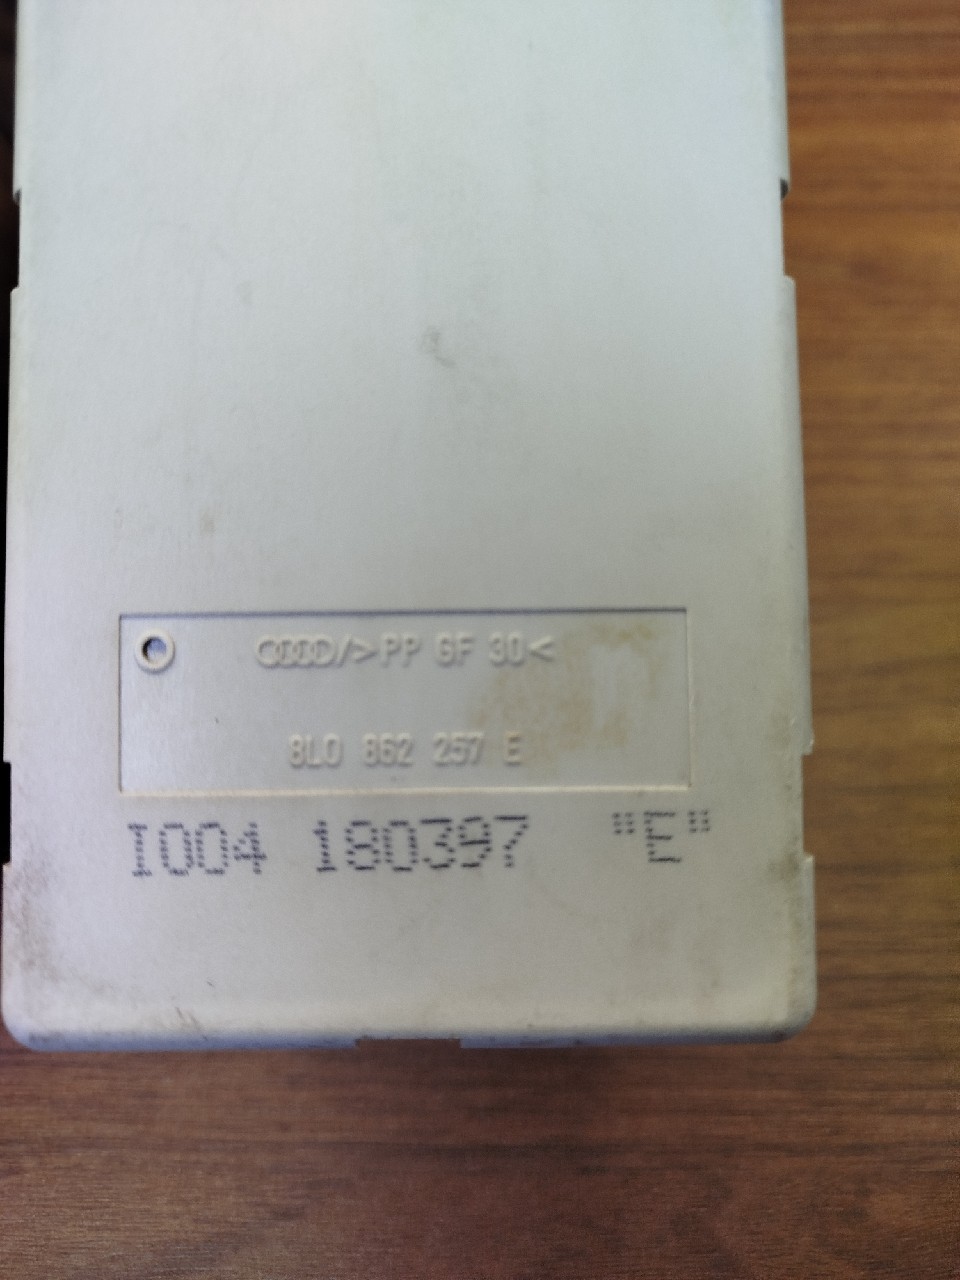 />PP GF 30<
8L0 862 257 E
I004 180397 "E"